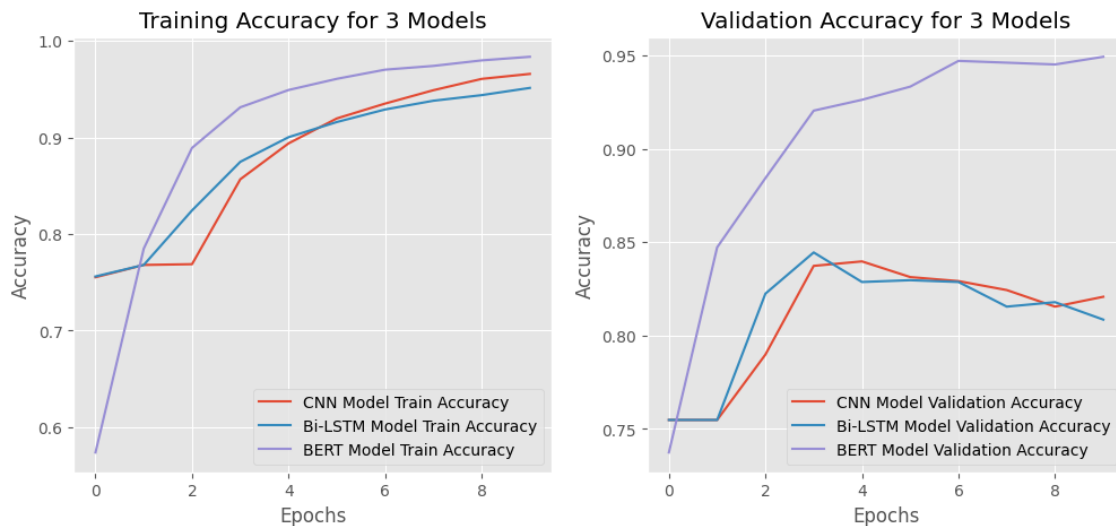 Training Accuracy for 3 Models
1.0
0.9
0.8
0.7
0.6
Accuracy
CNN Model Train Accuracy
Bi-LSTM Model Train Accuracy
BERT Model Train Accuracy
0 2 4 6 8
Epochs
Validation Accuracy for 3 Models
0.95
0.90
0.85
0.80
0.75
Accuracy
CNN Model Validation Accuracy
Bi-LSTM Model Validation Accuracy
BERT Model Validation Accuracy
0 2 4 6 8
Epochs